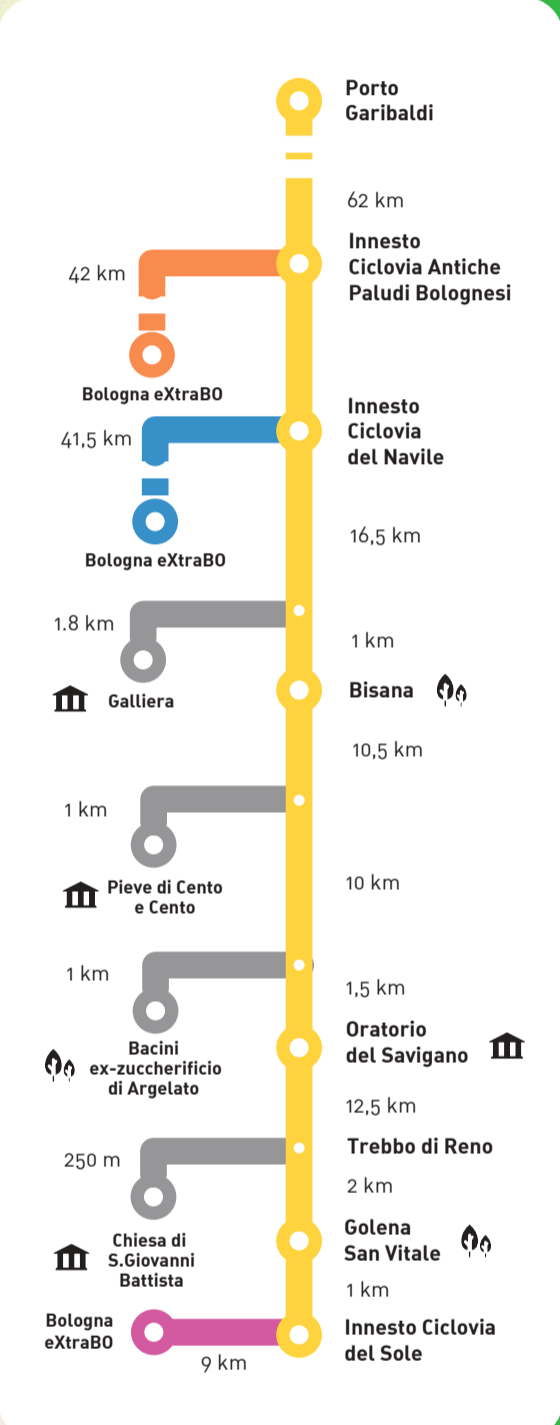 Porto
Garibaldi
62 km
Innesto
Ciclovia Antiche
Paludi Bolognesi
42 km
Bologna eXtraBO
Innesto
Ciclovia
del Navile
41,5 km
Bologna eXtraBO
16,5 km
1.8 km
Galliera
1 km
Bisana
10,5 km
1 km
Pieve di Cento
e Cento
10 km
1 km
Bacini
ex-zuccherificio
di Argelato
1,5 km
Oratorio
del Savigano
12,5 km
Trebbo di Reno
250 m
Chiesa di
S.Giovanni
Battista
2 km
Golena
San Vitale
1 km
Bologna
eXtraBO
9 km
Innesto Ciclovia
del Sole